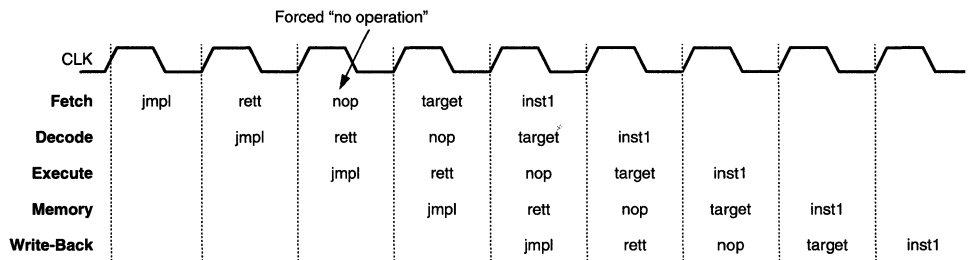 Forced “no operation”
CLK
Fetch jmpl rett nop target inst1
Decode jmpl rett nop target inst1
Execute jmpl rett nop target inst1
Memory jmpl rett nop target inst1
Write-Back jmpl rett nop target inst1